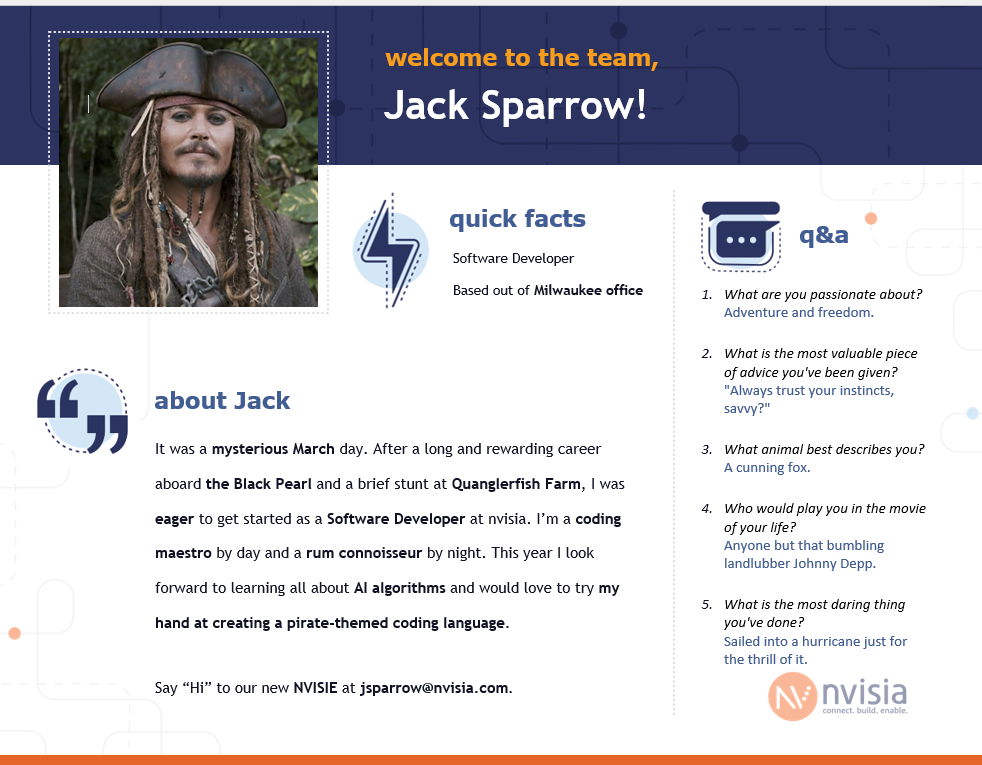 welcome to the team,
Jack Sparrow!
quick facts
Software Developer
Based out of Milwaukee office
about Jack
It was a mysterious March day. After a long and rewarding career
aboard the Black Pearl and a brief stunt at Quanglerfish Farm, I was
eager to get started as a Software Developer at nvisia. I’m a coding
maestro by day and a rum connoisseur by night. This year I look
forward to learning all about AI algorithms and would love to try my
hand at creating a pirate-themed coding language.
Say “Hi” to our new NVISIE at jsparrow@nvisia.com.
q&a
1. What are you passionate about?
Adventure and freedom.
2. What is the most valuable piece
of advice you've been given?
"Always trust your instincts,
savvy?"
3. What animal best describes you?
A cunning fox.
4. Who would play you in the movie
of your life?
Anyone but that bumbling
landlubber Johnny Depp.
5. What is the most daring thing
you've done?
Sailed into a hurricane just for
the thrill of it.
nvisia
connect. build. enable.